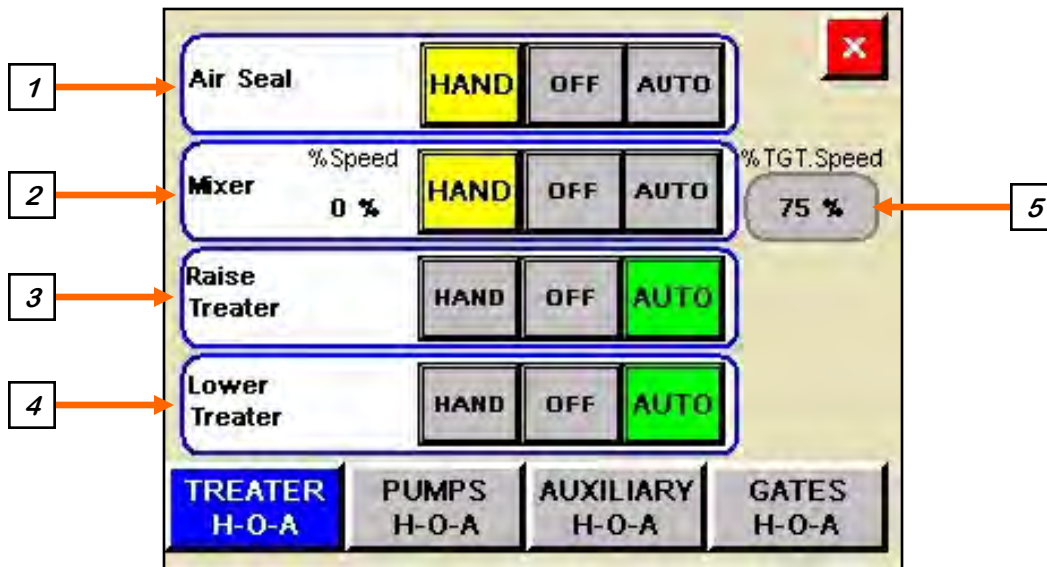 X
1
Air Seal HAND OFF AUTO
%Speed
%TGT.Speed
2
Mixer 0 % HAND OFF AUTO
75 %
5
3
Raise
Treater
HAND OFF AUTO
4
Lower
Treater
HAND OFF AUTO
TREATER
H-O-A
PUMPS
H-O-A
AUXILIARY
H-O-A
GATES
H-O-A